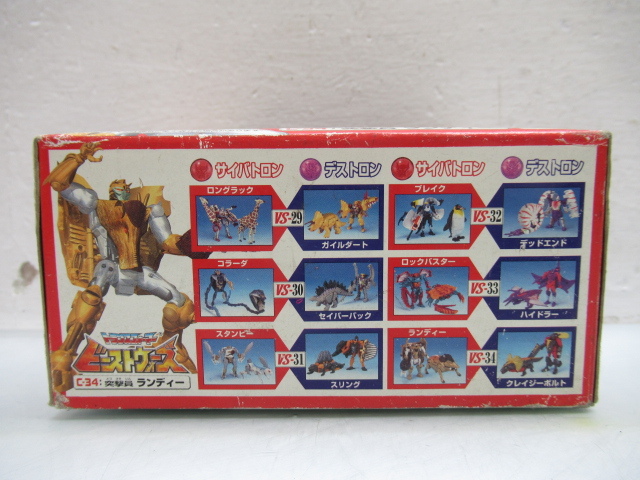 サイバトロン デストロン サイバトロン デストロン
ロングラック VS-29 ガイルダート
ブレイク VS-32 デッドエンド
コラーダ VS-30 セイバーバック
ロックバスター VS-33 ハイドラー
スタンピー VS-31 スリング
ランディー VS-34 クレイジーボルト
ビーストウォーズ
C-34: 突撃員 ランディー